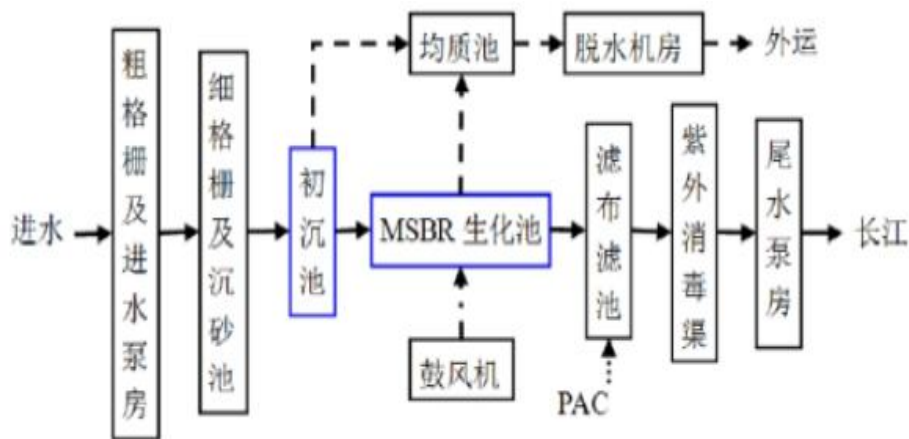 均质池
脱水机房
外运
进水
粗格栅及进水泵房
细格栅及沉砂池
初沉池
MSBR 生化池
滤布滤池
紫外消毒渠
尾水泵房
长江
鼓风机
PAC